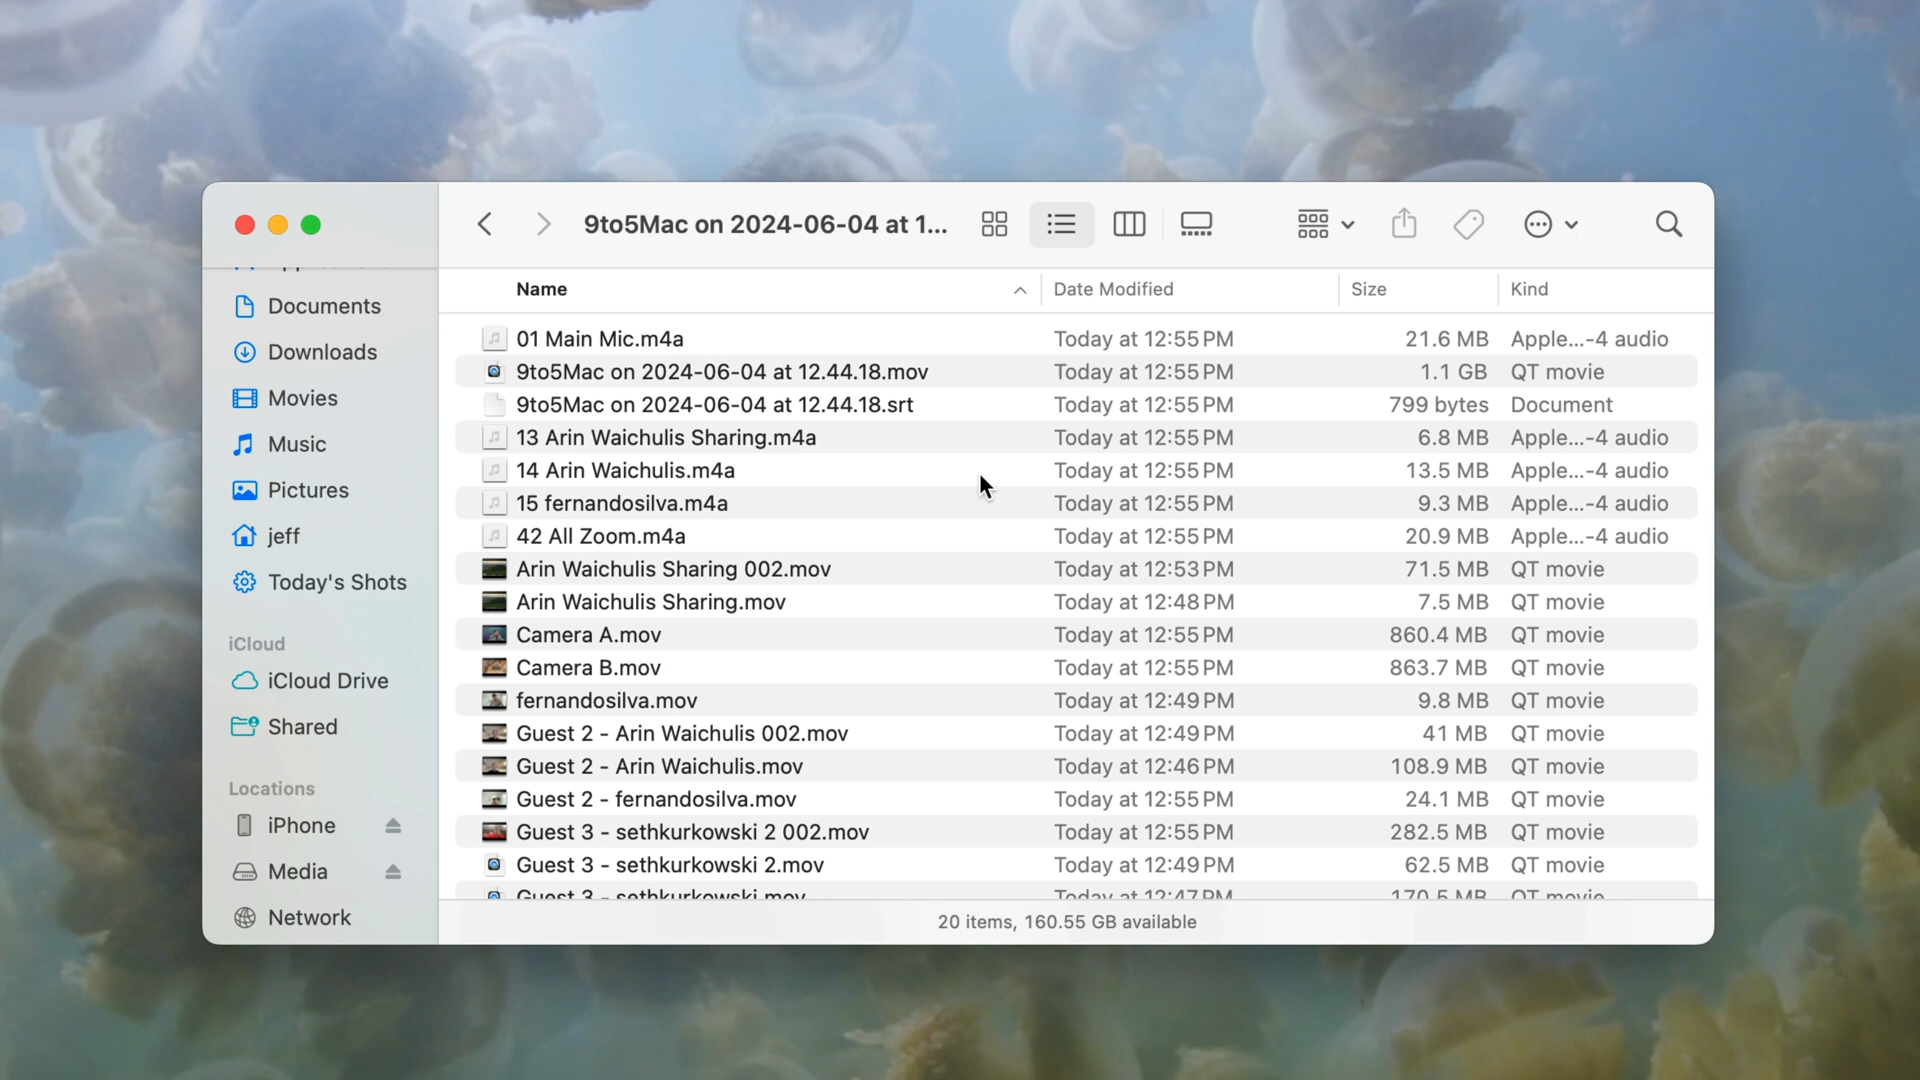 9to5Mac on 2024-06-04 at 1...
Documents
Downloads
Movies
Music
Pictures
jeff
Today's Shots
iCloud
iCloud Drive
Shared
Locations
iPhone
Media
Network
Name Date Modified Size Kind
01 Main Mic.m4a Today at 12:55 PM 21.6 MB Apple...-4 audio
9to5Mac on 2024-06-04 at 12.44.18.mov Today at 12:55 PM 1.1 GB QT movie
9to5Mac on 2024-06-04 at 12.44.18.srt Today at 12:55 PM 799 bytes Document
13 Arin Waichulis Sharing.m4a Today at 12:55 PM 6.8 MB Apple...-4 audio
14 Arin Waichulis.m4a Today at 12:55 PM 13.5 MB Apple...-4 audio
15 fernandosilva.m4a Today at 12:55 PM 9.3 MB Apple...-4 audio
42 All Zoom.m4a Today at 12:55 PM 20.9 MB Apple...-4 audio
Arin Waichulis Sharing 002.mov Today at 12:53 PM 71.5 MB QT movie
Arin Waichulis Sharing.mov Today at 12:48 PM 7.5 MB QT movie
Camera A.mov Today at 12:55 PM 860.4 MB QT movie
Camera B.mov Today at 12:55 PM 863.7 MB QT movie
fernandosilva.mov Today at 12:49 PM 9.8 MB QT movie
Guest 2 - Arin Waichulis 002.mov Today at 12:49 PM 41 MB QT movie
Guest 2 - Arin Waichulis.mov Today at 12:46 PM 108.9 MB QT movie
Guest 2 - fernandosilva.mov Today at 12:55 PM 24.1 MB QT movie
Guest 3 - sethkurkowski 2 002.mov Today at 12:55 PM 282.5 MB QT movie
Guest 3 - sethkurkowski 2.mov Today at 12:49 PM 62.5 MB QT movie
Guest 3 - sethkurkowski.mov Today at 12:47 PM 170.5 MB QT movie
20 items, 160.55 GB available